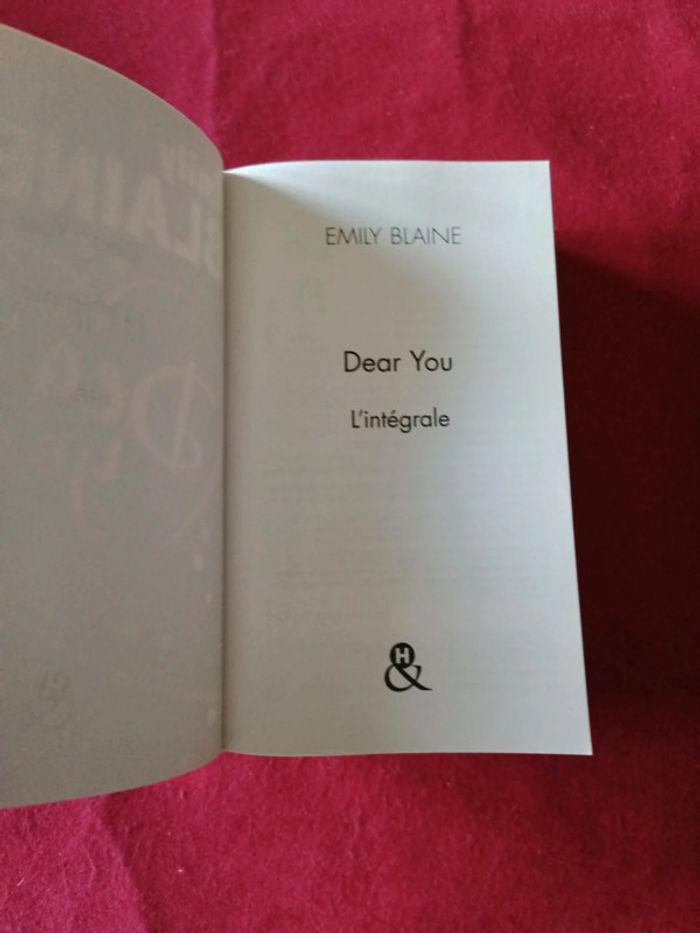 EMILY BLAINE
Dear You
L'intégrale
H
&